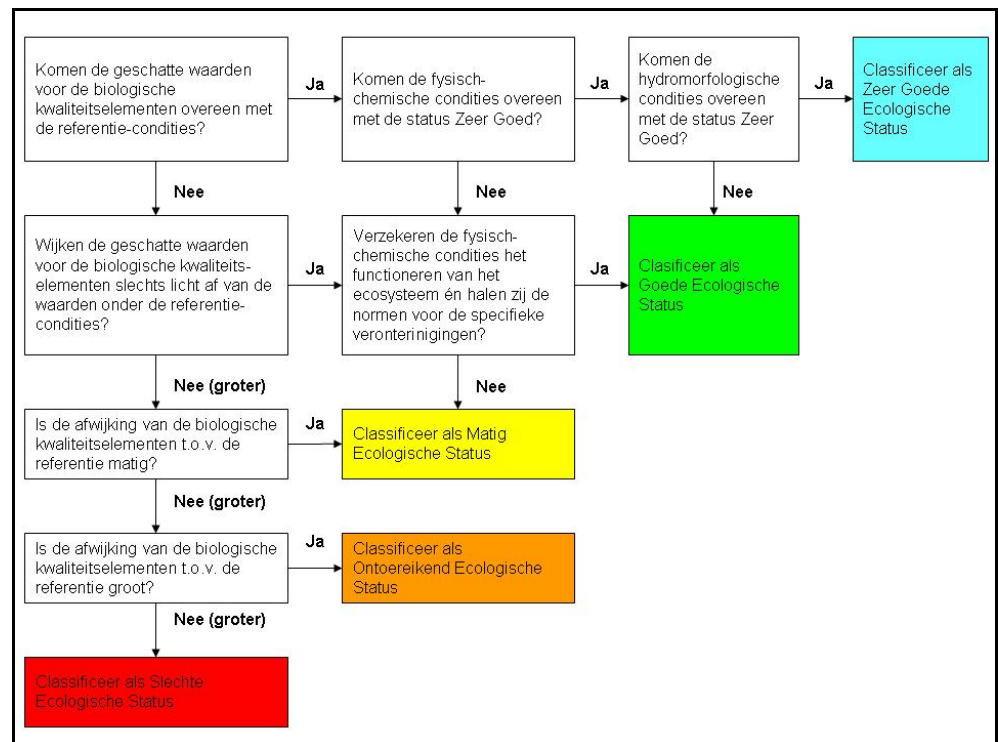 Komen de geschatte waarden
voor de biologische
kwaliteitselementen overeen met
de referentie-condities?
Ja
Komen de fysisch-
chemische condities overeen
met de status Zeer Goed?
Ja
Komen de
hydromorfologische
condities overeen
met de status Zeer
Goed?
Ja
Classificeer als
Zeer Goede
Ecologische
Status
Nee
Nee
Nee
Wijken de geschatte waarden
voor de biologische kwaliteits-
elementen slechts licht af van de
waarden onder de referentie-
condities?
Ja
Verzekeren de fysisch-
chemische condities het
functioneren van het
ecosysteem én halen zij de
normen voor de specifieke
veronterinigingen?
Ja
Clasificeer als
Goede Ecologische
Status
Nee (groter)
Nee
Is de afwijking van de biologische
kwaliteitselementen t.o.v. de
referentie matig?
Ja
Classificeer als Matig
Ecologische Status
Nee (groter)
Is de afwijking van de biologische
kwaliteitselementen t.o.v. de
referentie groot?
Ja
Classificeer als
Ontoereikend Ecologische
Status
Nee (groter)
Classificeer als Slechte
Ecologische Status